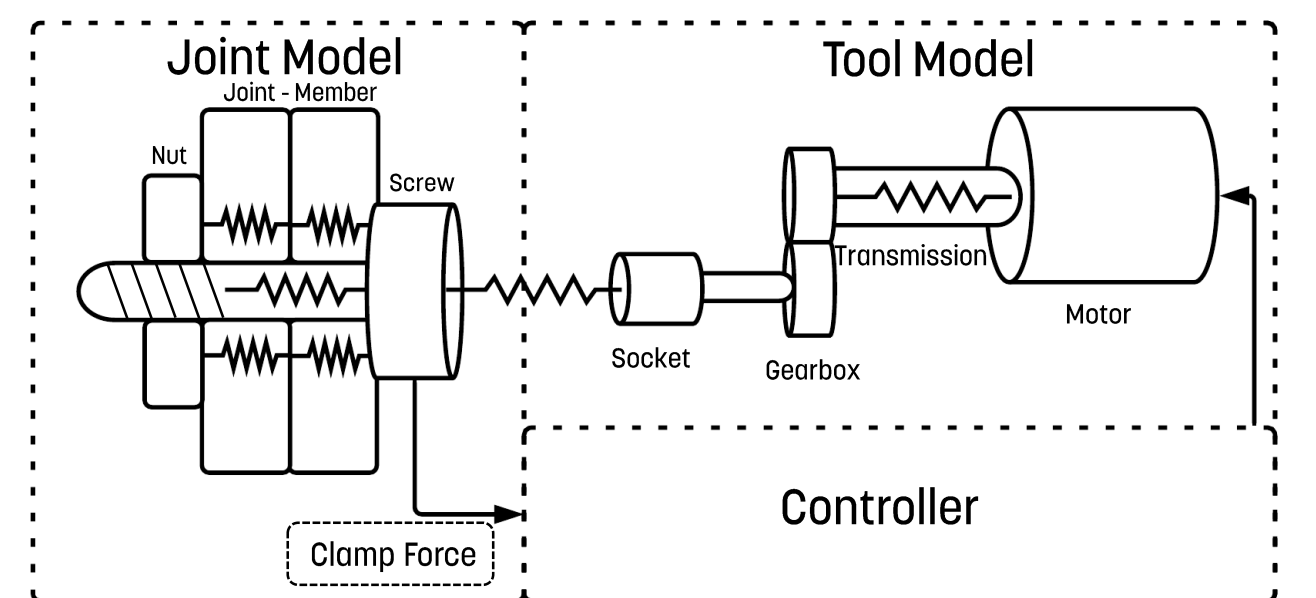 Joint Model
Joint - Member
Nut
Screw
Clamp Force
Tool Model
Transmission
Motor
Socket
Gearbox
Controller